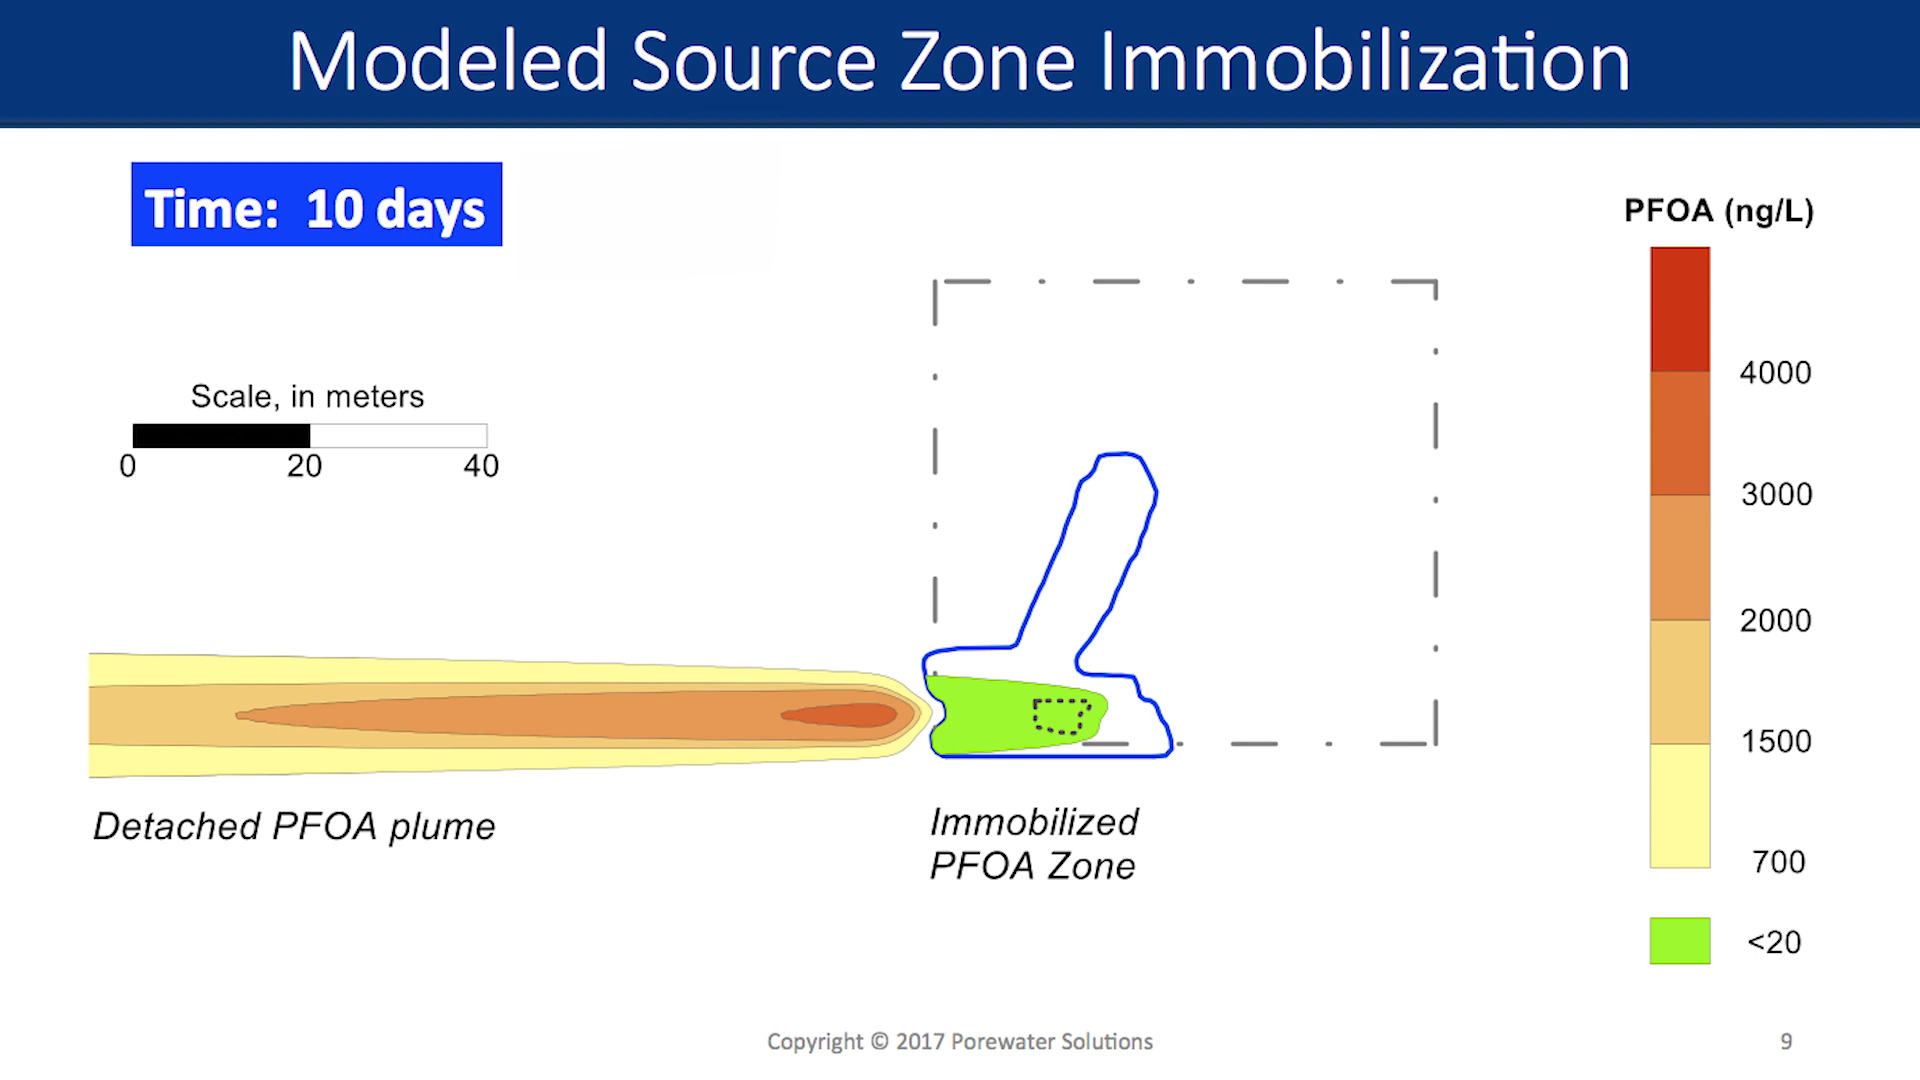 Modeled Source Zone Immobilization
Time: 10 days
PFOA (ng/L)
Scale, in meters
0 20 40
4000
3000
2000
1500
700
<20
Detached PFOA plume
Immobilized
PFOA Zone
Copyright © 2017 Porewater Solutions
9